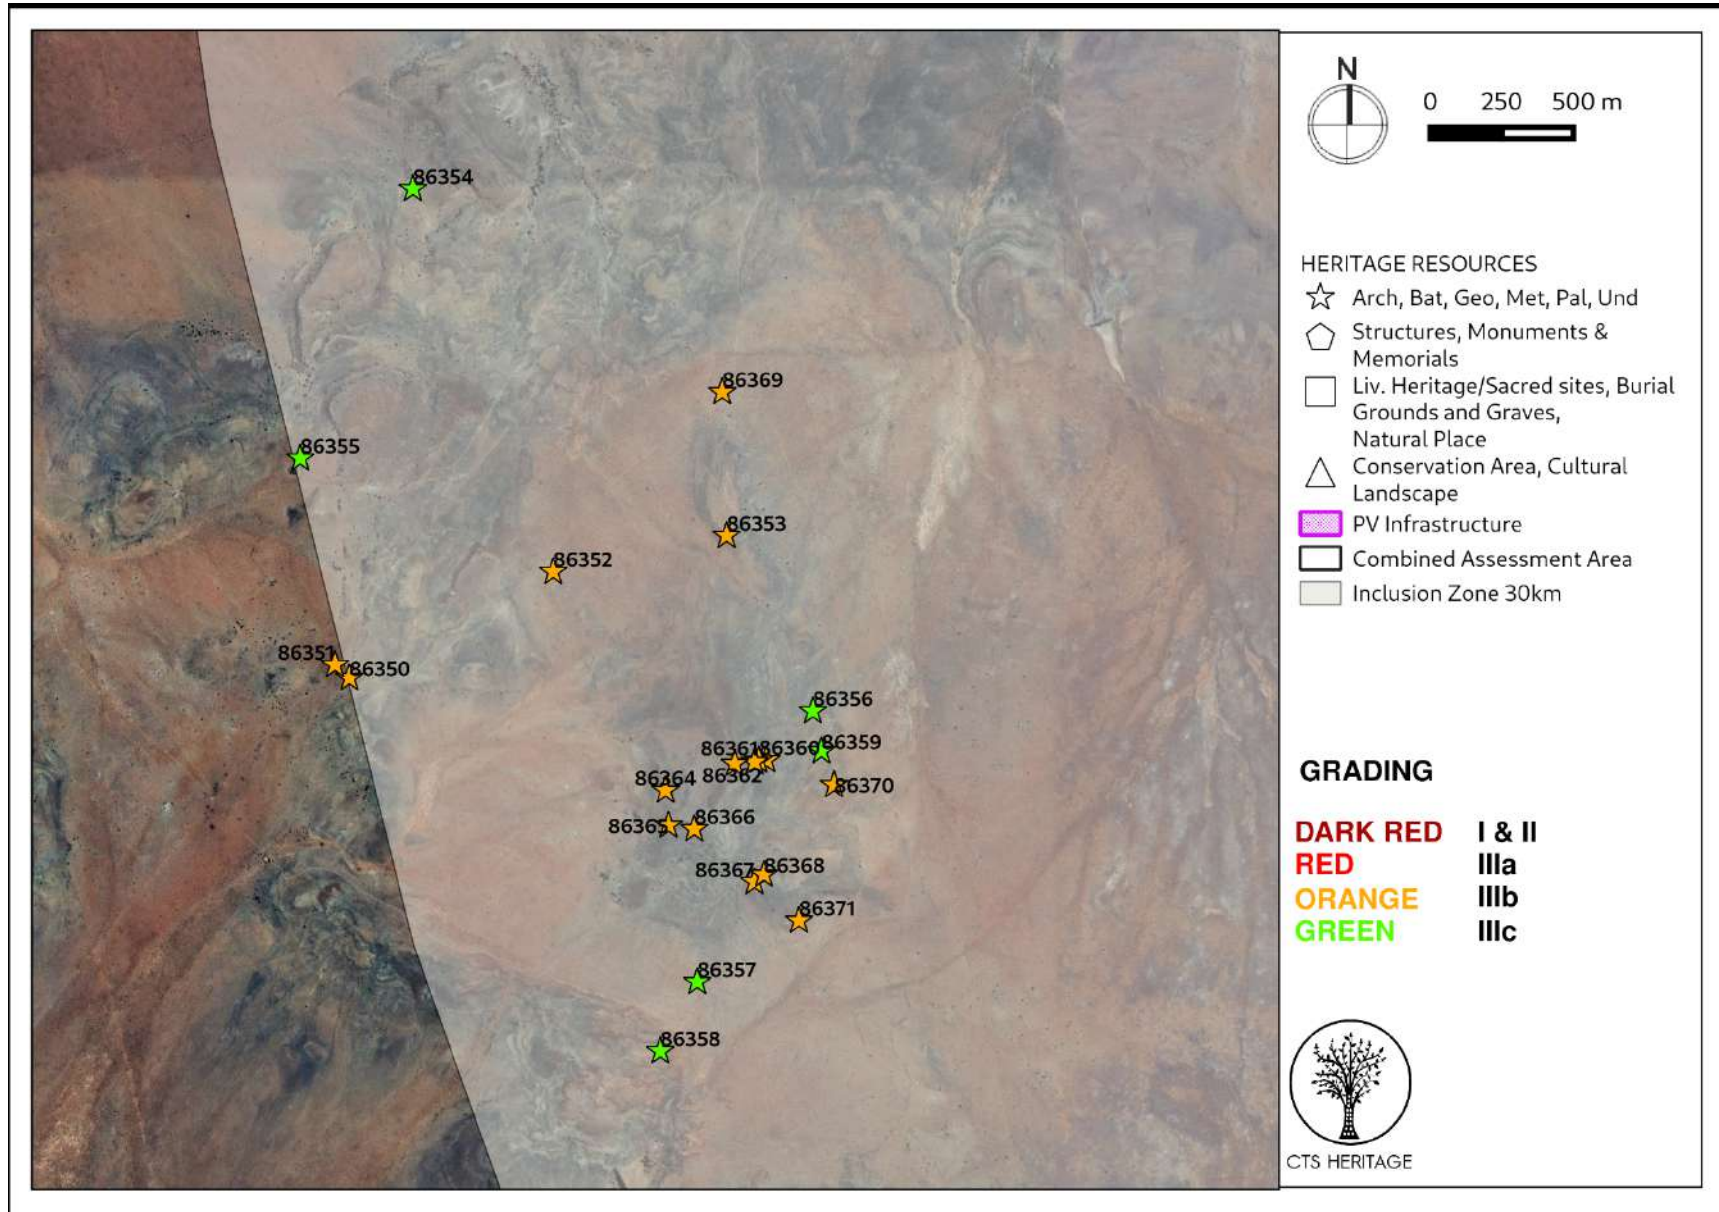 N
0 250 500 m
86354
86369
86355
86353
86352
86351
86350
86356
86359
86361
86360
86362
86364
86370
86366
86365
86368
86367
86371
86357
86358
HERITAGE RESOURCES
Arch, Bat, Geo, Met, Pal, Und
Structures, Monuments &
Memorials
Liv. Heritage/Sacred sites, Burial
Grounds and Graves,
Natural Place
Conservation Area, Cultural
Landscape
PV Infrastructure
Combined Assessment Area
Inclusion Zone 30km
GRADING
DARK RED I & II
RED IIIa
ORANGE IIIb
GREEN IIIc
CTS HERITAGE